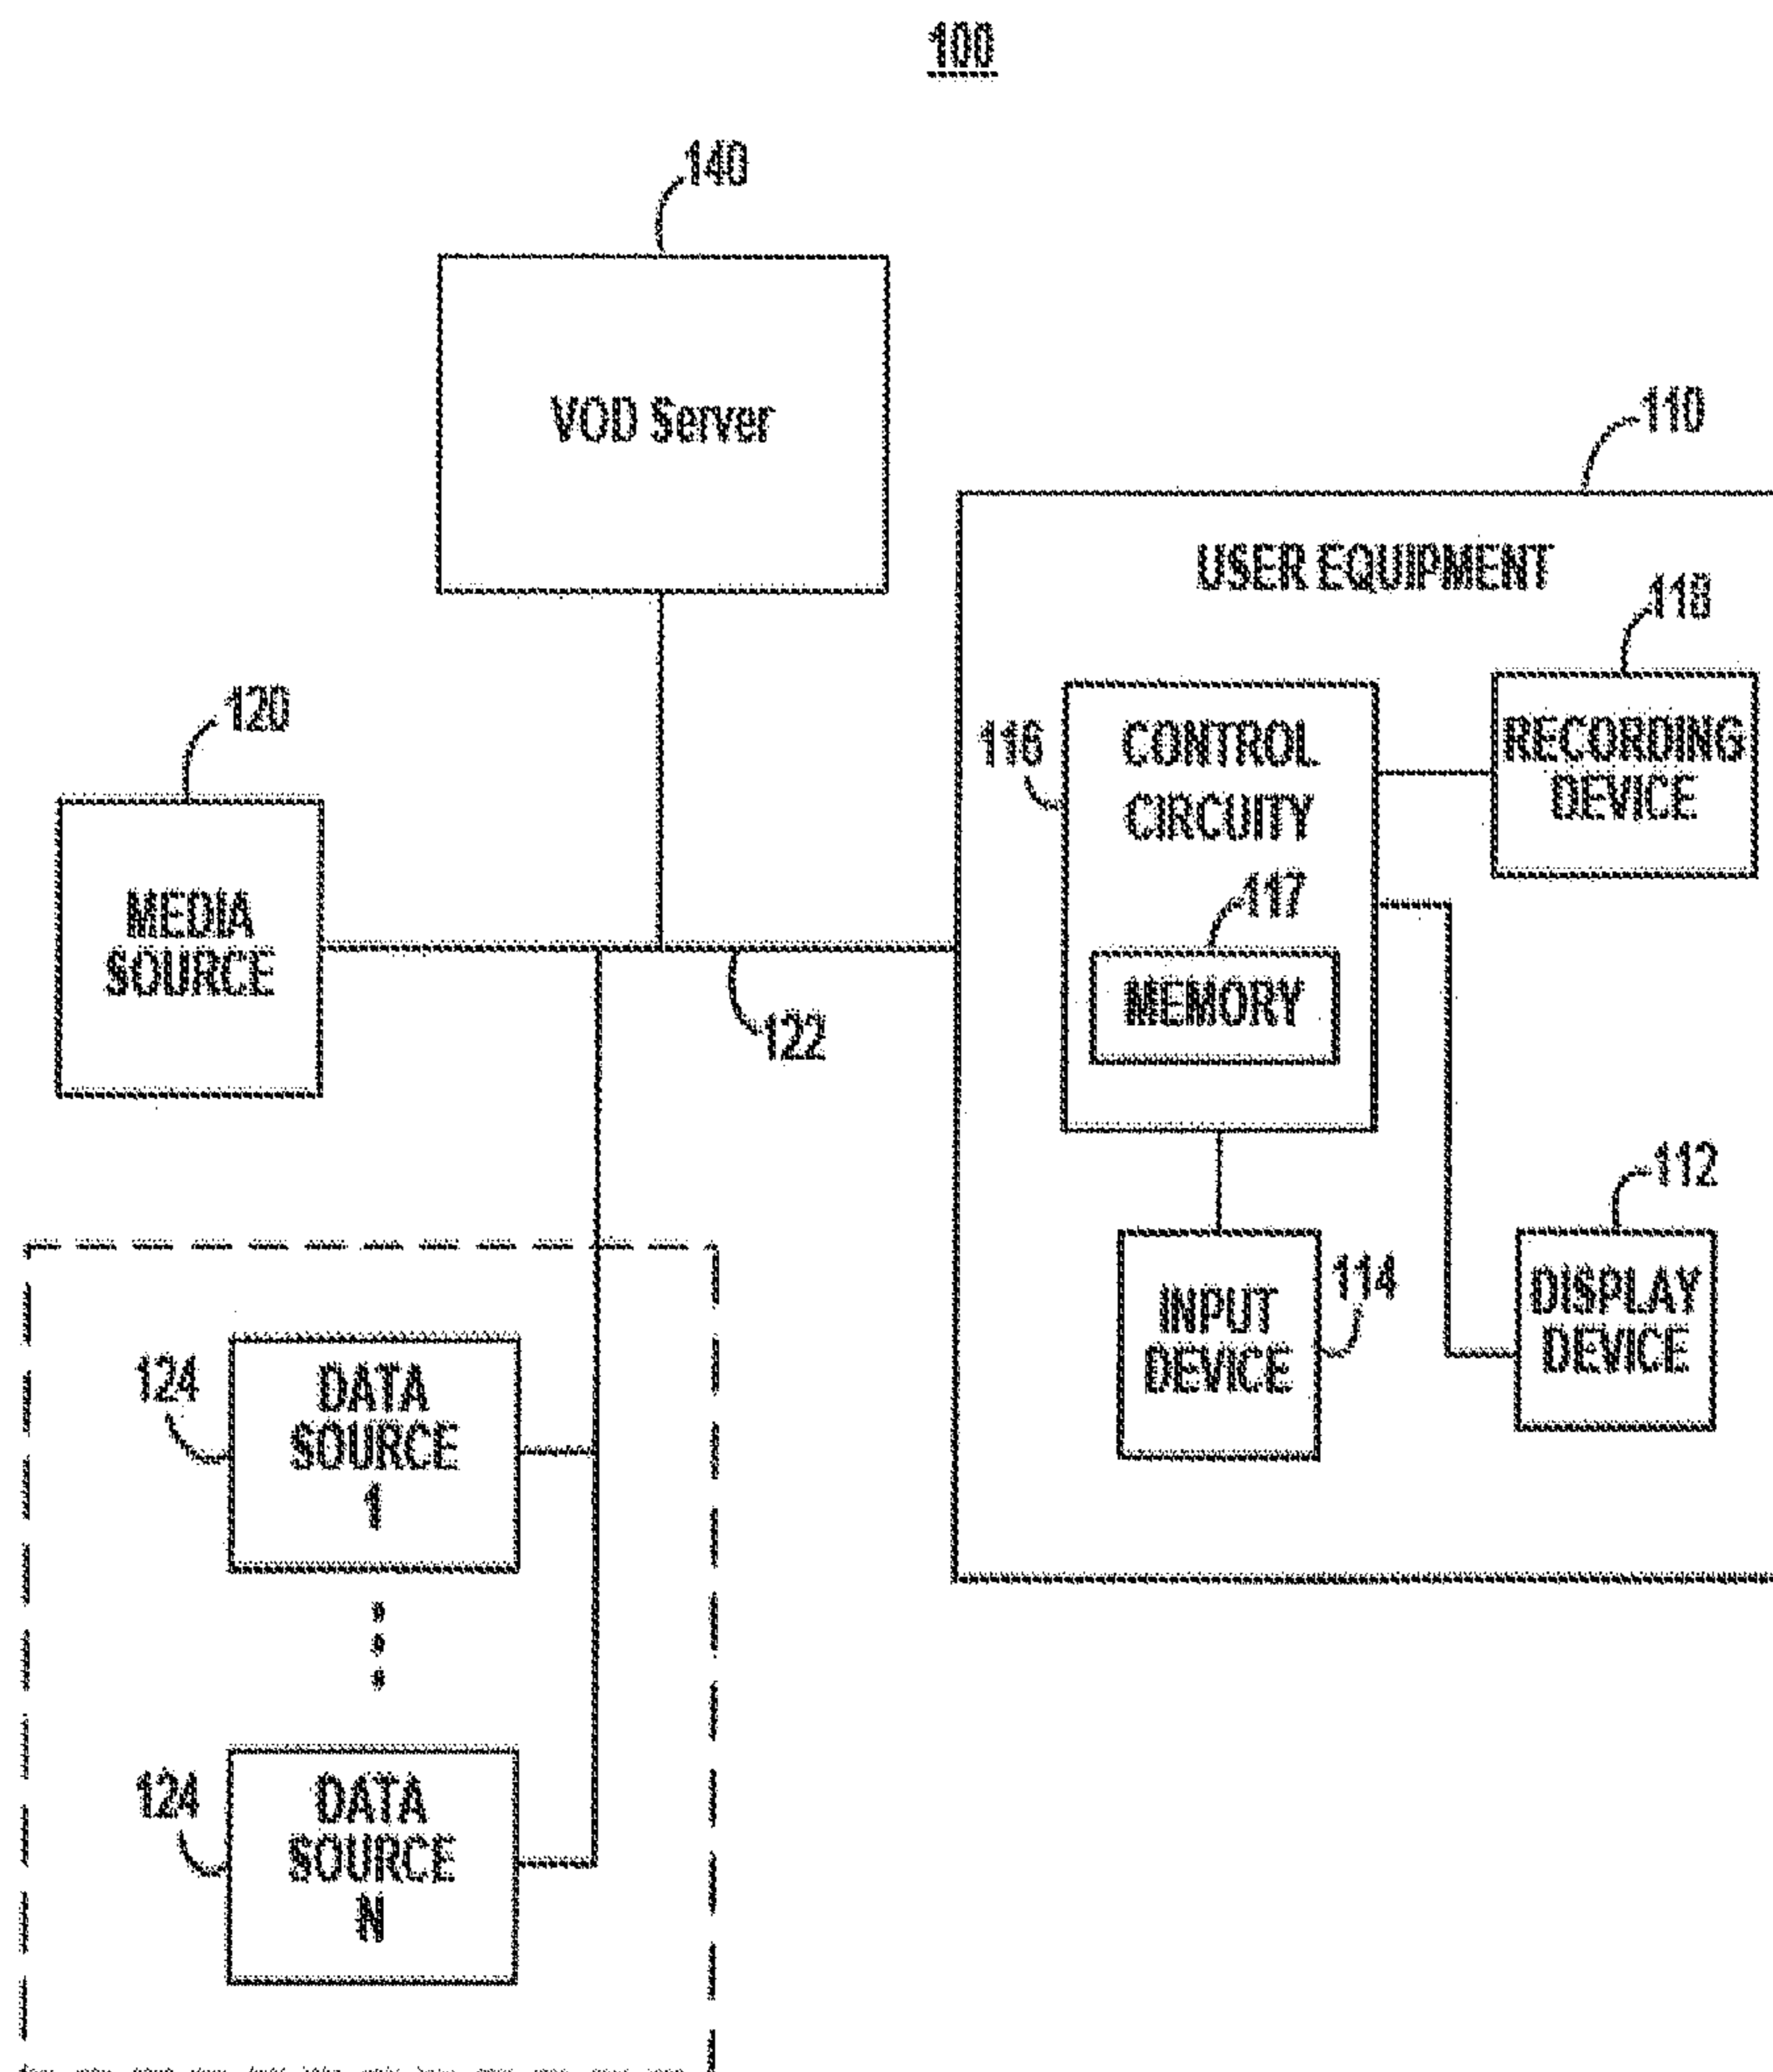 100
140
VOD Server
110
USER EQUIPMENT
118
120
116
CONTROL
CIRCUITY
RECORDING
DEVICE
117
MEDIA
SOURCE
MEMORY
122
112
114
INPUT
DEVICE
DISPLAY
DEVICE
124
DATA
SOURCE
1
124
DATA
SOURCE
N